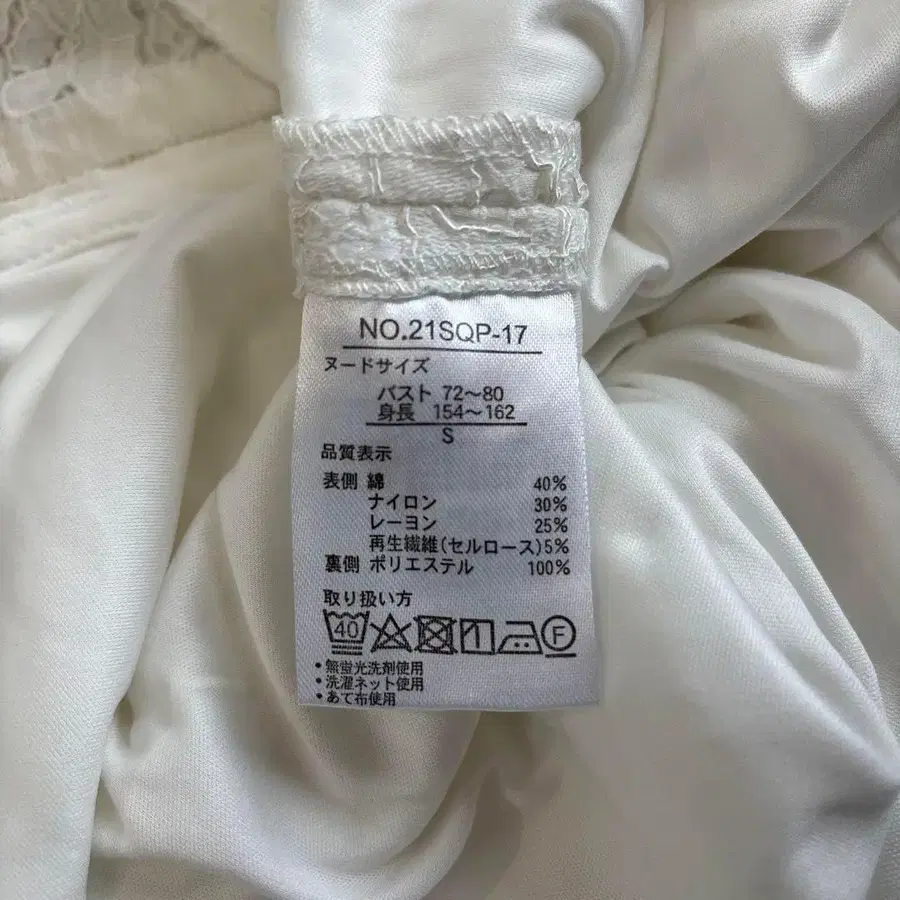 NO.21SQP-17
ヌードサイズ
バスト 72〜80
身長 154〜162
S
品質表示
表側 綿 40%
ナイロン 30%
レーヨン 25%
再生繊維(セルロース)5%
裏側 ポリエステル 100%
取り扱い方
40 F
・無蛍光洗剤使用
・洗濯ネット使用
・あて布使用